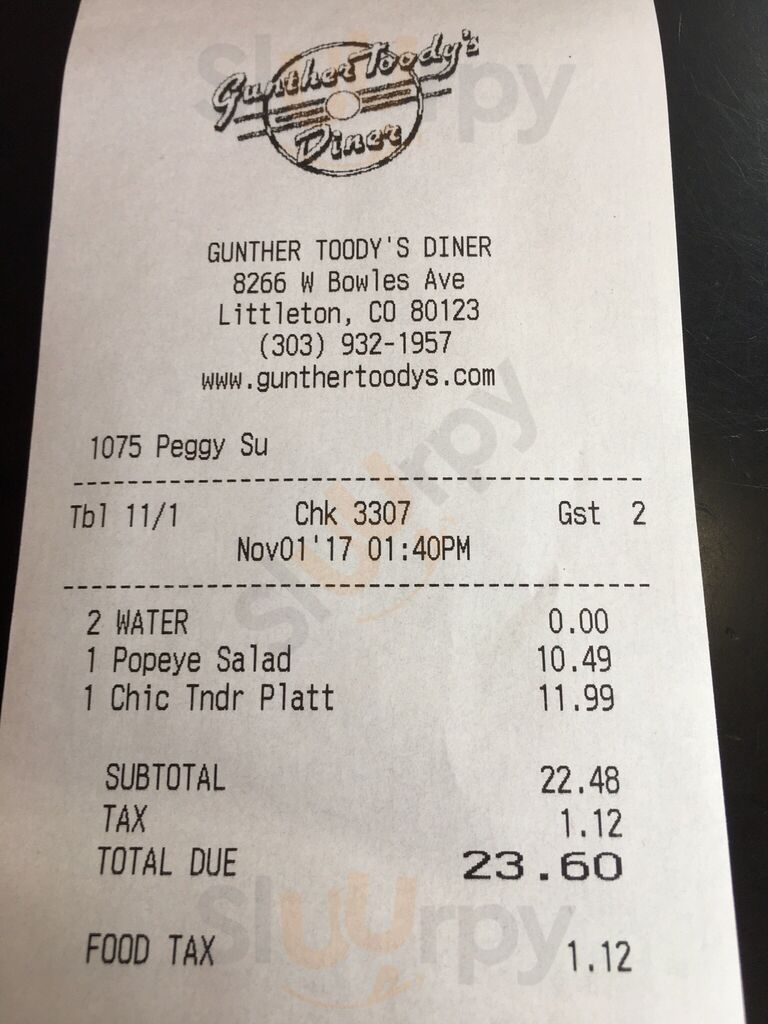 Gunther Toody's
Diner
GUNTHER TOODY'S DINER
8266 W Bowles Ave
Littleton, CO 80123
(303) 932-1957
www.gunthertoodys.com
1075 Peggy Su
Tbl 11/1 Chk 3307 Gst 2
Nov01'17 01:40PM
2 WATER 0.00
1 Popeye Salad 10.49
1 Chic Tndr Platt 11.99
SUBTOTAL 22.48
TAX 1.12
TOTAL DUE 23.60
FOOD TAX 1.12
Sluurpy
Sluurpy
Sluurpy